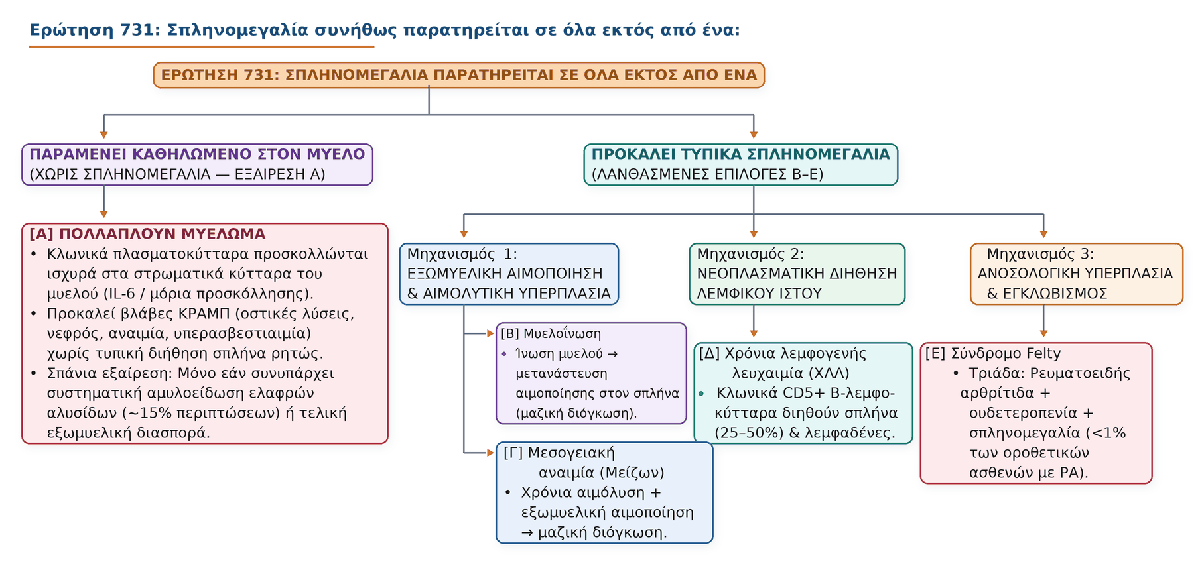 Ερώτηση 731: Σπληνομεγαλία συνήθως παρατηρείται σε όλα εκτός από ένα:
ΕΡΩΤΗΣΗ 731: ΣΠΛΗΝΟΜΕΓΑΛΙΑ ΠΑΡΑΤΗΡΕΙΤΑΙ ΣΕ ΟΛΑ ΕΚΤΟΣ ΑΠΟ ΕΝΑ
ΠΑΡΑΜΕΝΕΙ ΚΑΘΗΛΩΜΕΝΟ ΣΤΟΝ ΜΥΕΛΟ
(ΧΩΡΙΣ ΣΠΛΗΝΟΜΕΓΑΛΙΑ — ΕΞΑΙΡΕΣΗ Α)
[Α] ΠΟΛΛΑΠΛΟΥΝ ΜΥΕΛΩΜΑ
• Κλωνικά πλασματοκύτταρα προσκολλώνται
ισχυρά στα στρωματικά κύτταρα του
μυελού (IL-6 / μόρια προσκόλλησης).
• Προκαλεί βλάβες ΚΡΑΜΠ (οστικές λύσεις,
νεφρός, αναιμία, υπερασβεστιαιμία)
χωρίς τυπική διήθηση σπλήνα ρητώς.
• Σπάνια εξαίρεση: Μόνο εάν συνυπάρχει
συστηματική αμυλοείδωση ελαφρών
αλυσίδων (~15% περιπτώσεων) ή τελική
εξωμυελική διασπορά.
ΠΡΟΚΑΛΕΙ ΤΥΠΙΚΑ ΣΠΛΗΝΟΜΕΓΑΛΙΑ
(ΛΑΝΘΑΣΜΕΝΕΣ ΕΠΙΛΟΓΕΣ Β–Ε)
Μηχανισμός 1:
ΕΞΩΜΥΕΛΙΚΗ ΑΙΜΟΠΟΙΗΣΗ
& ΑΙΜΟΛΥΤΙΚΗ ΥΠΕΡΠΛΑΣΙΑ
[Β] Μυελοΐνωση
• Ίνωση μυελού →
μετανάστευση
αιμοποίησης στον σπλήνα
(μαζική διόγκωση).
[Γ] Μεσογειακή
αναιμία (Μείζων)
• Χρόνια αιμόλυση +
εξωμυελική αιμοποίηση
→ μαζική διόγκωση.
Μηχανισμός 2:
ΝΕΟΠΛΑΣΜΑΤΙΚΗ ΔΙΗΘΗΣΗ
ΛΕΜΦΙΚΟΥ ΙΣΤΟΥ
[Δ] Χρόνια λεμφογενής
λευχαιμία (ΧΛΛ)
• Κλωνικά CD5+ Β-λεμφο-
κύτταρα διηθούν σπλήνα
(25–50%) & λεμφαδένες.
Μηχανισμός 3:
ΑΝΟΣΟΛΟΓΙΚΗ ΥΠΕΡΠΛΑΣΙΑ
& ΕΓΚΛΩΒΙΣΜΟΣ
[Ε] Σύνδρομο Felty
• Τριάδα: Ρευματοειδής
αρθρίτιδα +
ουδετεροπενία +
σπληνομεγαλία (<1%
των οροθετικών
ασθενών με ΡΑ).